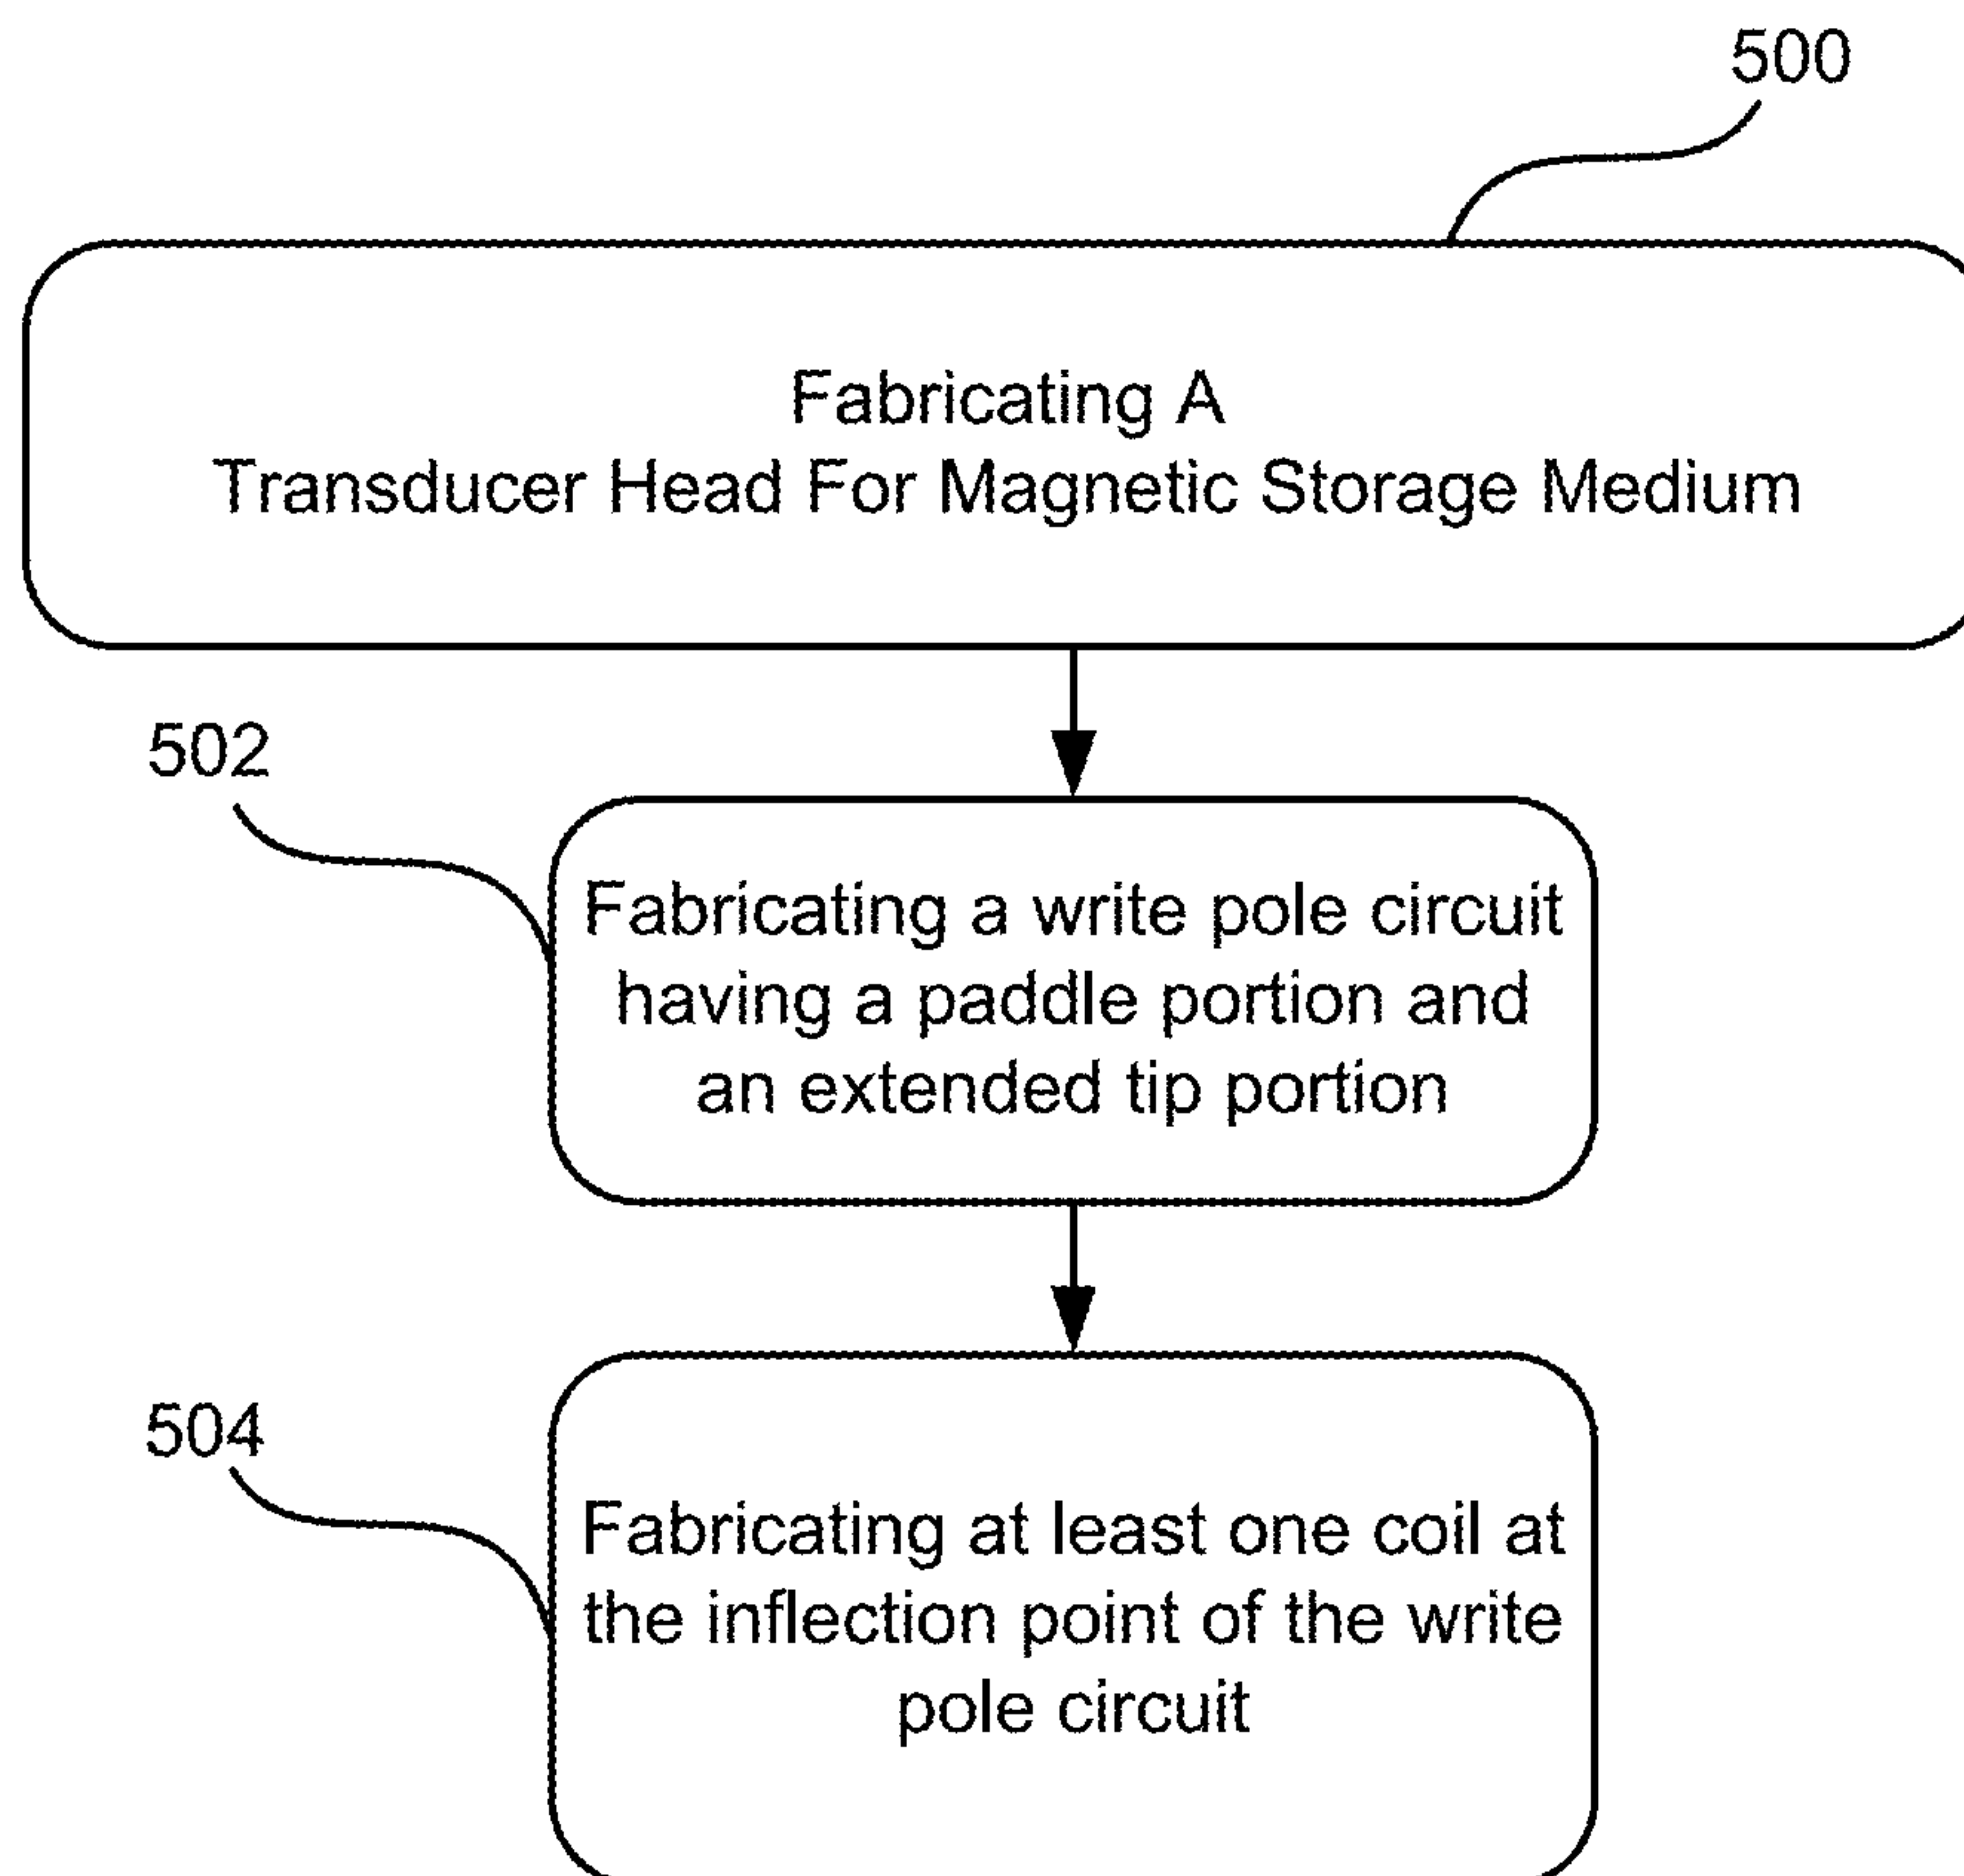 500
Fabricating A
Transducer Head For Magnetic Storage Medium
502
Fabricating a write pole circuit
having a paddle portion and
an extended tip portion
504
Fabricating at least one coil at
the inflection point of the write
pole circuit